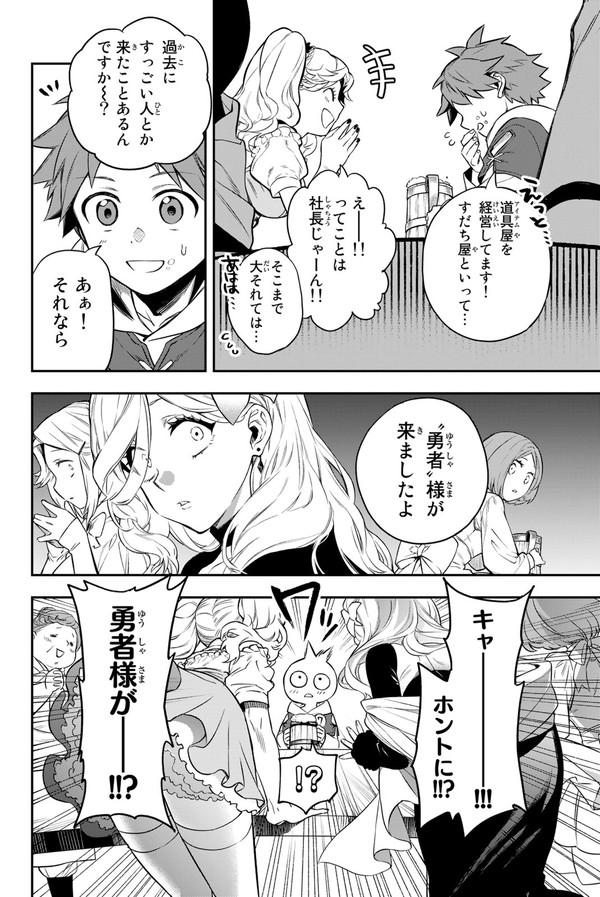 道具屋を
経営してます!
すだち屋といって…
えーー!!
ってことは
社長じゃーん!!
そこまで
大それては…
あはは…
過去に
すっごい人とか
来たことあるん
ですか〜?
あぁ!
それなら
"勇者"様が
来ましたよ
キャーー!!!
ホントに!?
ワッ
!?
勇者様が
ーー!!?